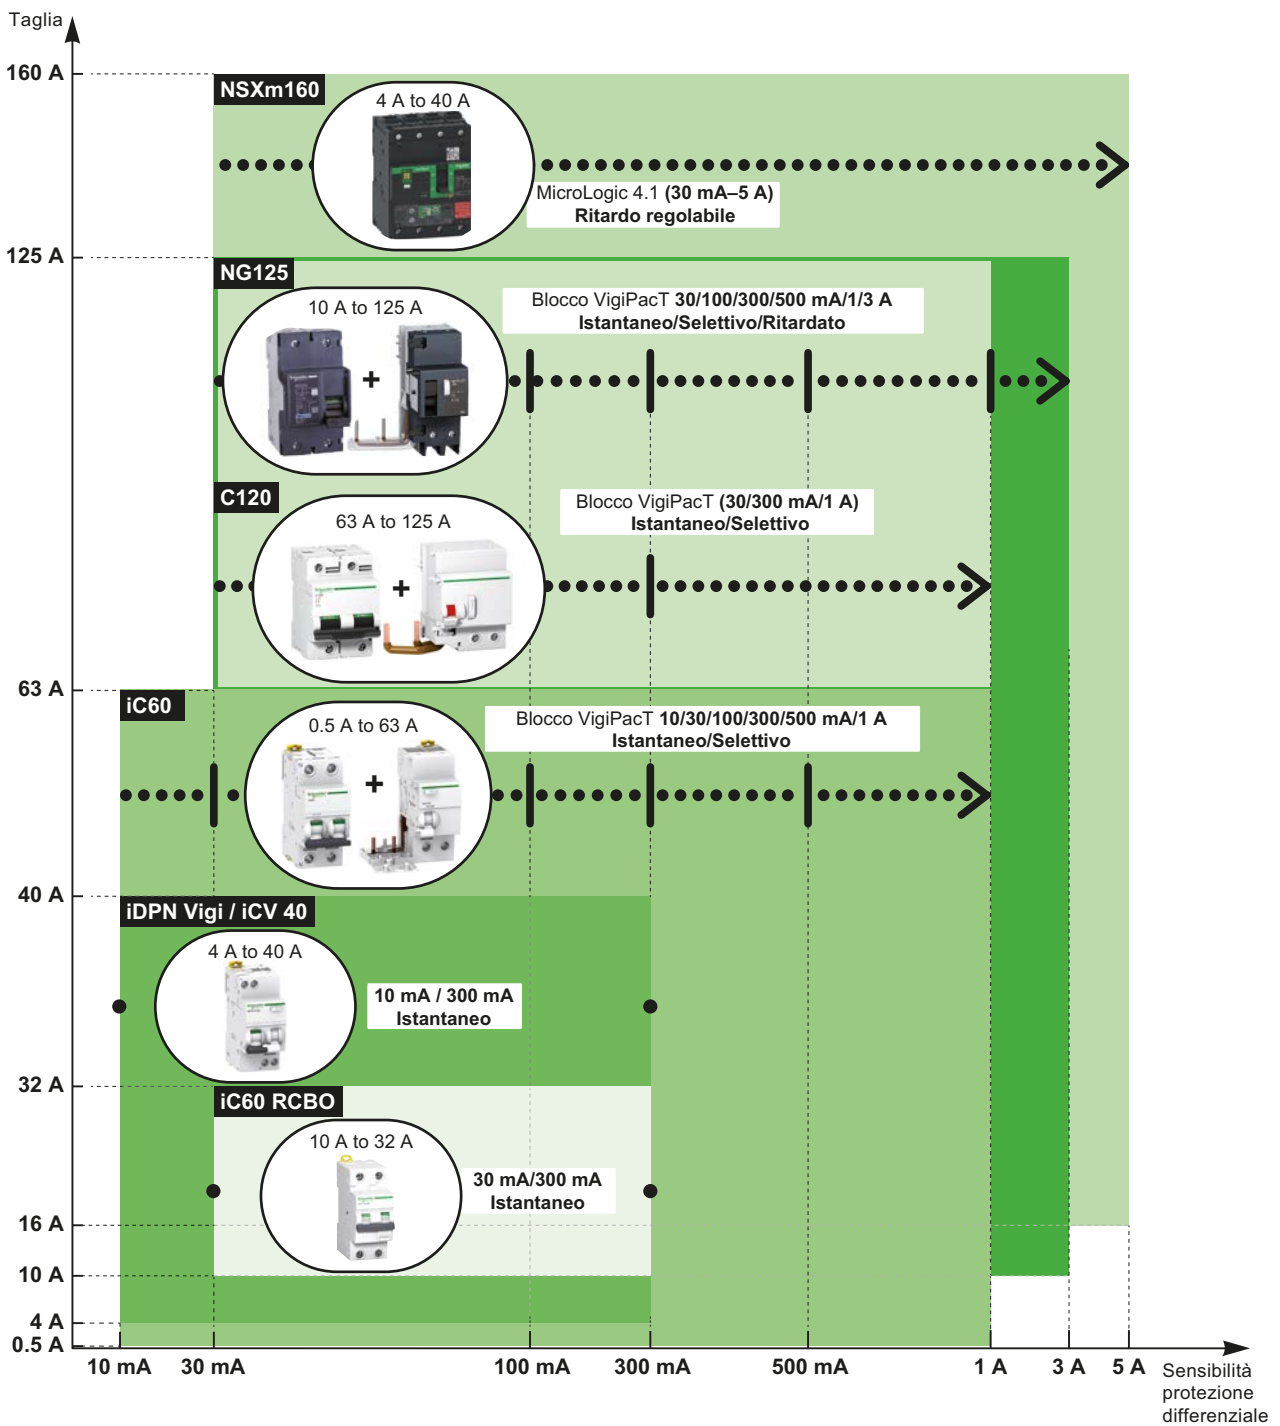 Taglia
160 A
NSXm160
4 A to 40 A
MicroLogic 4.1 (30 mA–5 A)
Ritardo regolabile
125 A
NG125
10 A to 125 A
Blocco VigiPacT 30/100/300/500 mA/1/3 A
Istantaneo/Selettivo/Ritardato
+
C120
63 A to 125 A
Blocco VigiPacT (30/300 mA/1 A)
Istantaneo/Selettivo
+
63 A
iC60
0.5 A to 63 A
Blocco VigiPacT 10/30/100/300/500 mA/1 A
Istantaneo/Selettivo
+
40 A
iDPN Vigi / iCV 40
4 A to 40 A
10 mA / 300 mA
Istantaneo
32 A
iC60 RCBO
10 A to 32 A
30 mA/300 mA
Istantaneo
16 A
10 A
4 A
0.5 A
10 mA 30 mA 100 mA 300 mA 500 mA 1 A 3 A 5 A
Sensibilità
protezione
differenziale